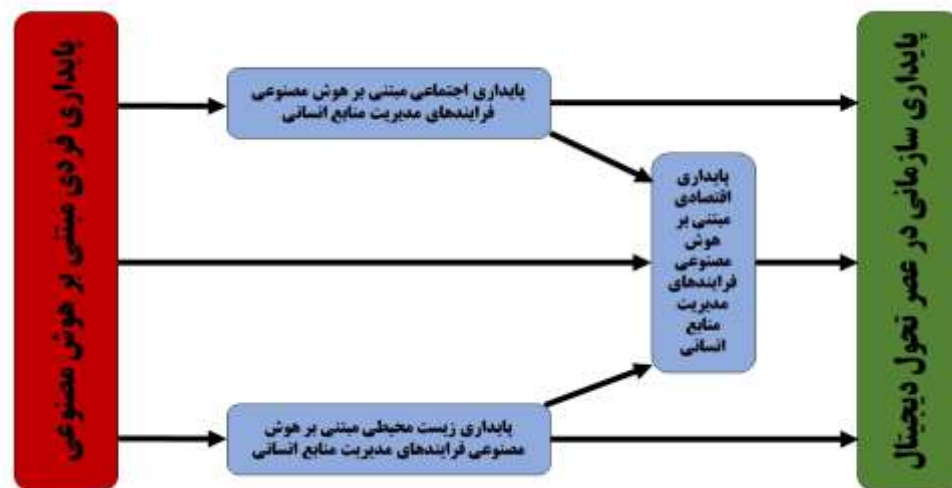 پایداری فردی مبتنی بر هوش مصنوعی
پایداری اجتماعی مبتنی بر هوش مصنوعی
فرایندهای مدیریت منابع انسانی
پایداری
اقتصادی
مبتنی بر
هوش
مصنوعی
فرایندهای
مدیریت
منابع
انسانی
پایداری زیست محیطی مبتنی بر هوش
مصنوعی فرایندهای مدیریت منابع انسانی
پایداری سازمانی در عصر تحول دیجیتال